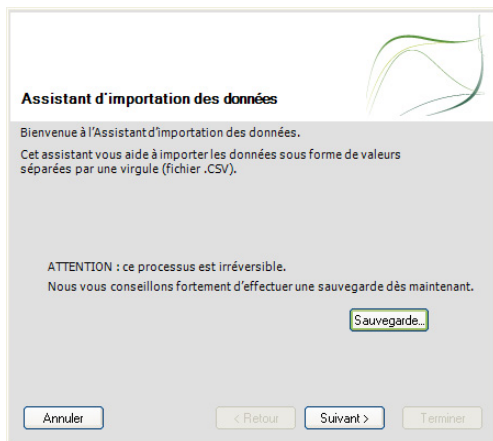 Assistant d'importation des données
Bienvenue à l'Assistant d'importation des données.
Cet assistant vous aide à importer les données sous forme de valeurs
séparées par une virgule (fichier .CSV).
ATTENTION : ce processus est irréversible.
Nous vous conseillons fortement d'effectuer une sauvegarde dès maintenant.
Sauvegarde...
Annuler < Retour Suivant > Terminer